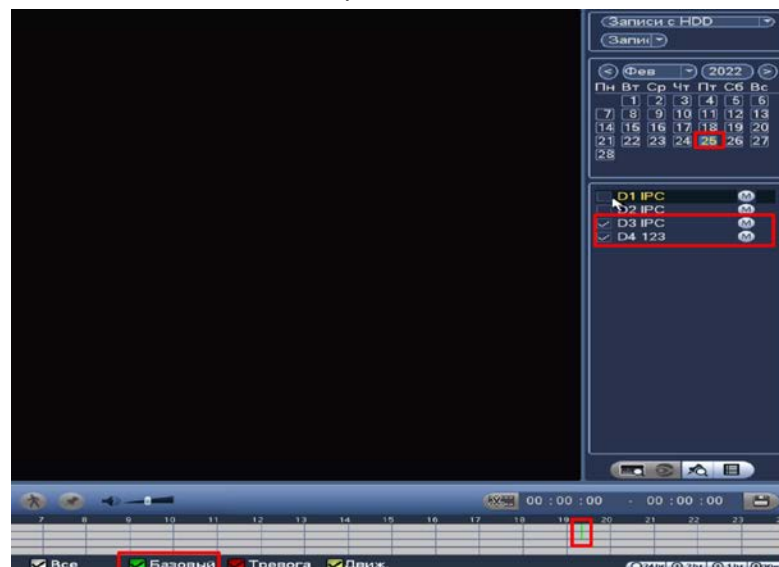 Записи с HDD
Запис
Фев 2022
Пн Вт Ср Чт Пт Сб Вс
1 2 3 4 5 6
7 8 9 10 11 12 13
14 15 16 17 18 19 20
21 22 23 24 25 26 27
28
D1 IPC M
D2 IPC M
D3 IPC M
D4 123 M
00 : 00 : 00 - 00 : 00 : 00
7 8 9 10 11 12 13 14 15 16 17 18 19 20 21 22 23
Все Базовый Тревога Движ